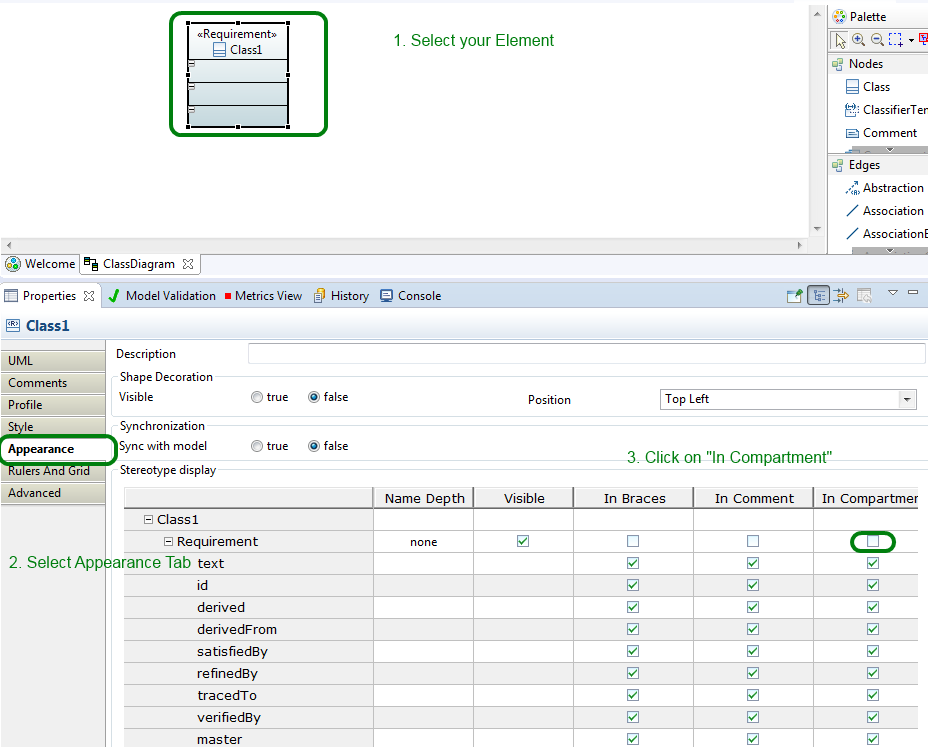 «Requirement»
Class1
1. Select your Element
Palette
Nodes
Class
ClassifierTer
Comment
Edges
Abstraction
Association
AssociationB
Welcome
ClassDiagram
Properties
Model Validation
Metrics View
History
Console
Class1
UML
Comments
Profile
Style
Appearance
Rulers And Grid
Advanced
2. Select Appearance Tab
Description
Shape Decoration
Visible true false Position Top Left
Synchronization
Sync with model true false
3. Click on "In Compartment"
Stereotype display
Name Depth Visible In Braces In Comment In Compartmer
Class1
Requirement none
text
id
derived
derivedFrom
satisfiedBy
refinedBy
tracedTo
verifiedBy
master